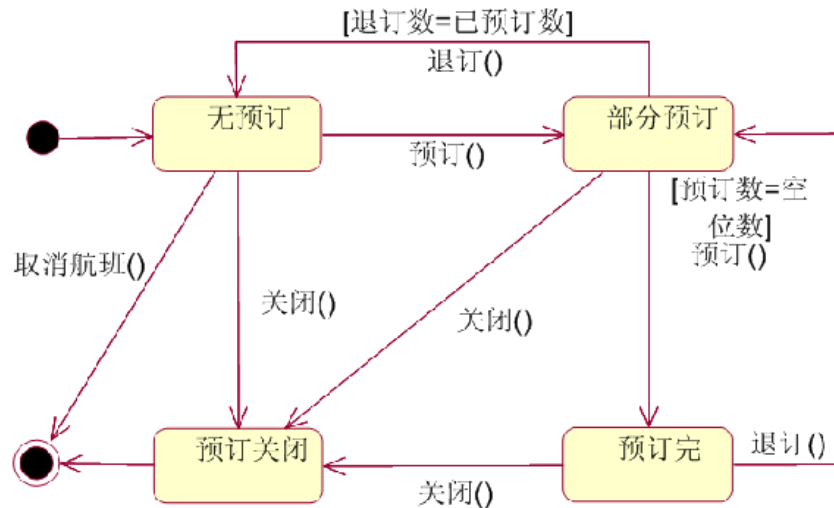 [退订数=已预订数]
退订()
无预订
部分预订
预订()
[预订数=空
位数]
预订()
取消航班()
关闭()
关闭()
预订关闭
预订完
退订()
关闭()